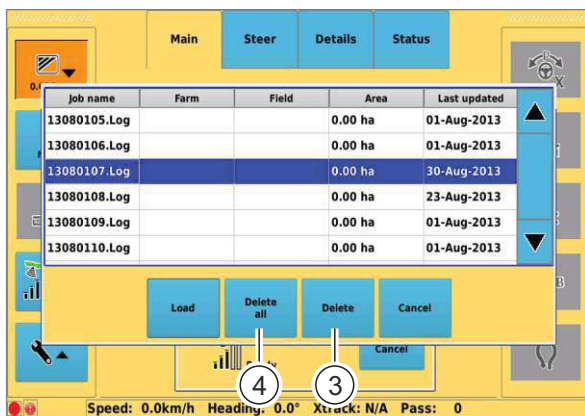 Main Steer Details Status
X
0.
Job name Farm Field Area Last updated
13080105.Log 0.00 ha 01-Aug-2013
13080106.Log 0.00 ha 01-Aug-2013
13080107.Log 0.00 ha 30-Aug-2013
13080108.Log 0.00 ha 23-Aug-2013
13080109.Log 0.00 ha 01-Aug-2013
13080110.Log 0.00 ha 01-Aug-2013
B
Load Delete all Delete Cancel
Cancel
4 3
Speed: 0.0km/h Heading: 0.0° Xtrack: N/A Pass: 0